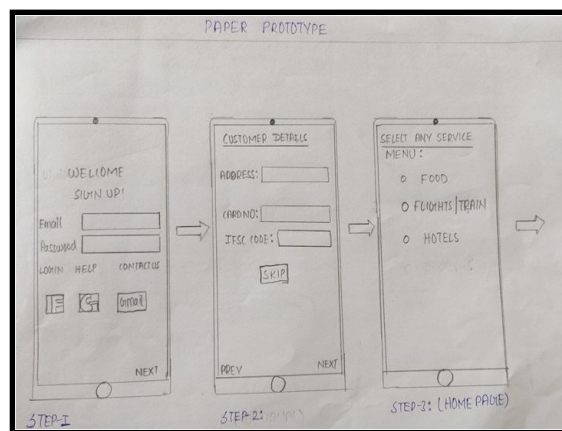 PAPER PROTOTYPE
WELCOME
SIGN UP!
Email
Password
LOGIN HELP CONTACT US
Gmail
NEXT
STEP-1
CUSTOMER DETAILS
ADDRESS:
CARD NO:
IFSC CODE:
SKIP
PREV NEXT
STEP-2:
SELECT ANY SERVICE
MENU:
FOOD
FLIGHTS|TRAIN
HOTELS
STEP-3: (HOME PAGE)